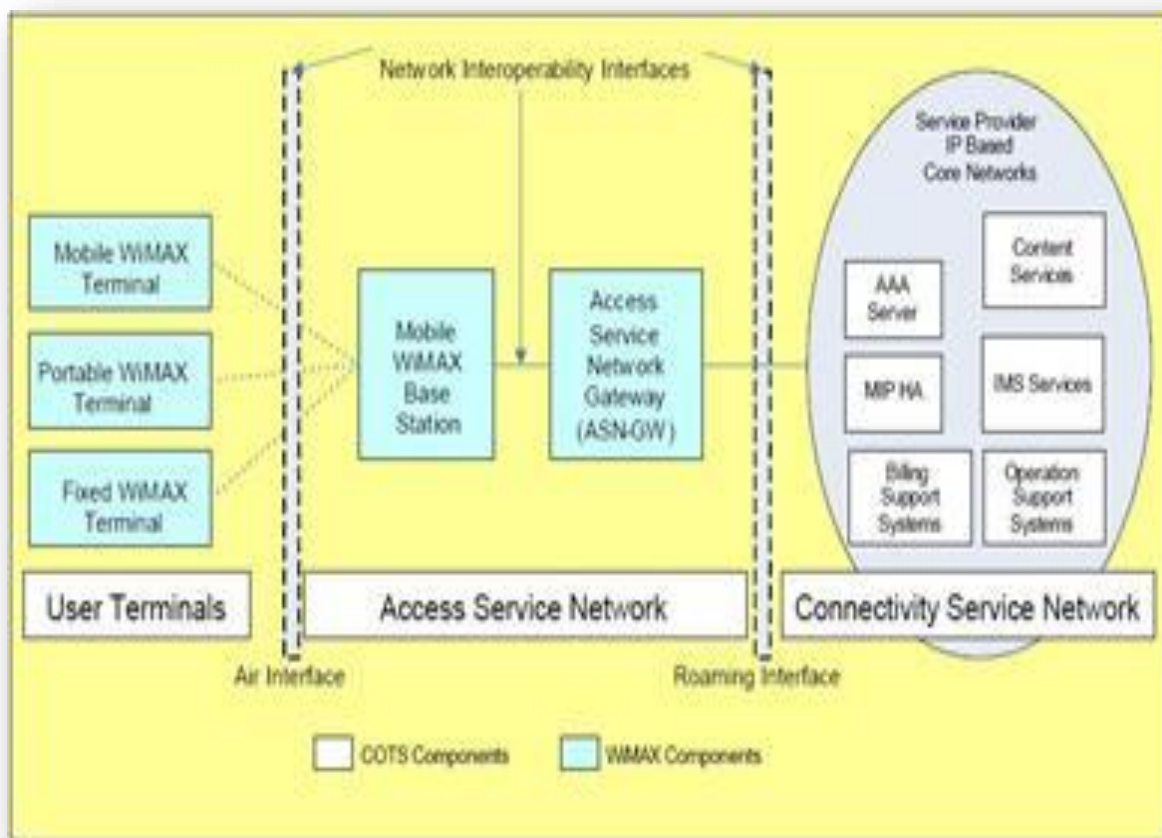 Network Interoperability Interfaces
Service Provider
IP Based
Core Networks
Mobile WiMAX
Terminal
Portable WiMAX
Terminal
Fixed WiMAX
Terminal
Mobile
WiMAX
Base
Station
Access
Service
Network
Gateway
(ASN-GW)
AAA
Server
Content
Services
MIP HA
IMS Services
Billing
Support
Systems
Operation
Support
Systems
User Terminals
Access Service Network
Connectivity Service Network
Air Interface
Roaming Interface
COTS Components
WiMAX Components